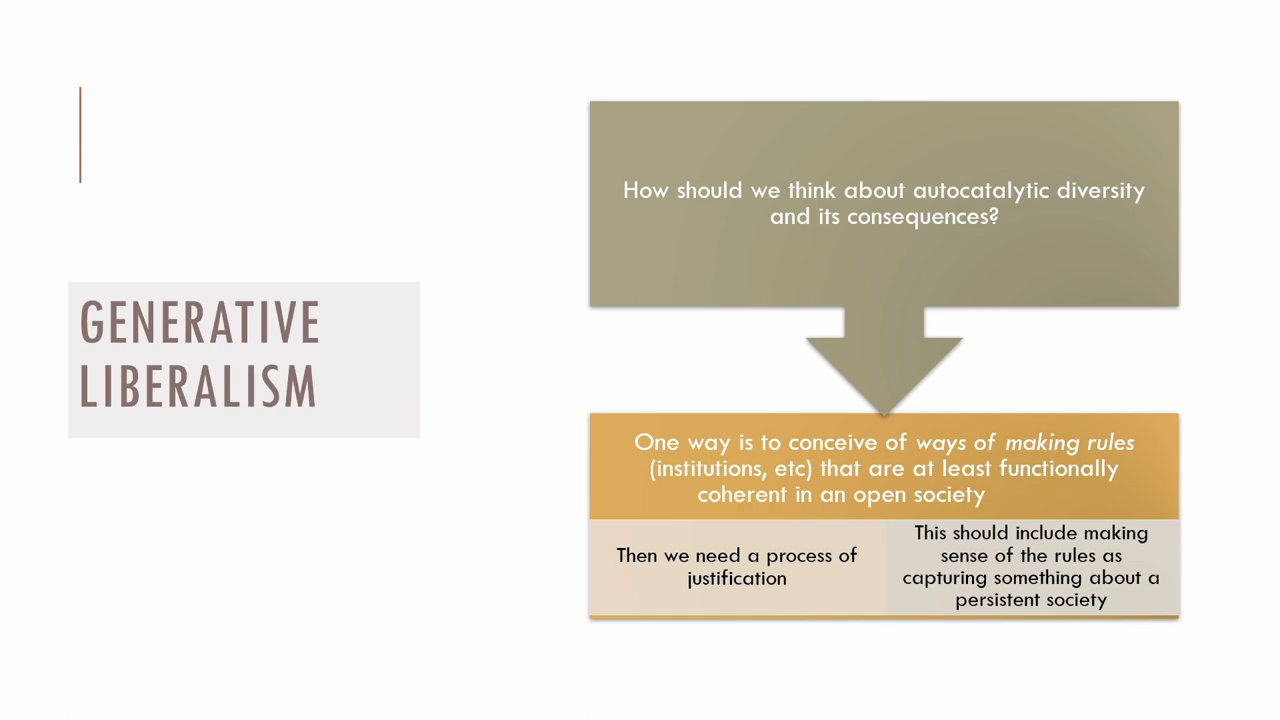 GENERATIVE
LIBERALISM
How should we think about autocatalytic diversity
and its consequences?
One way is to conceive of ways of making rules
(institutions, etc) that are at least functionally
coherent in an open society
Then we need a process of
justification
This should include making
sense of the rules as
capturing something about a
persistent society